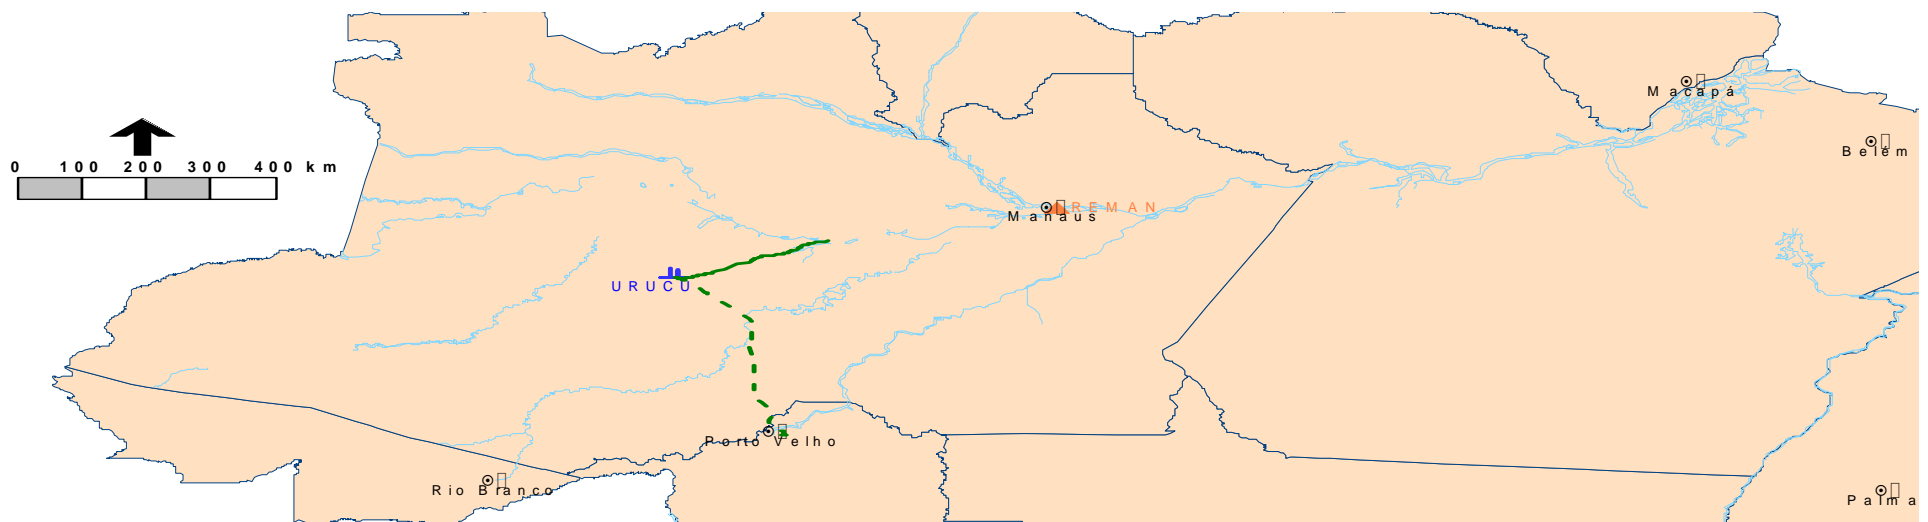 Macapá
Belém
0 100 200 300 400 km
REMAN
Manaus
URUCU
Porto Velho
Rio Branco
Palma